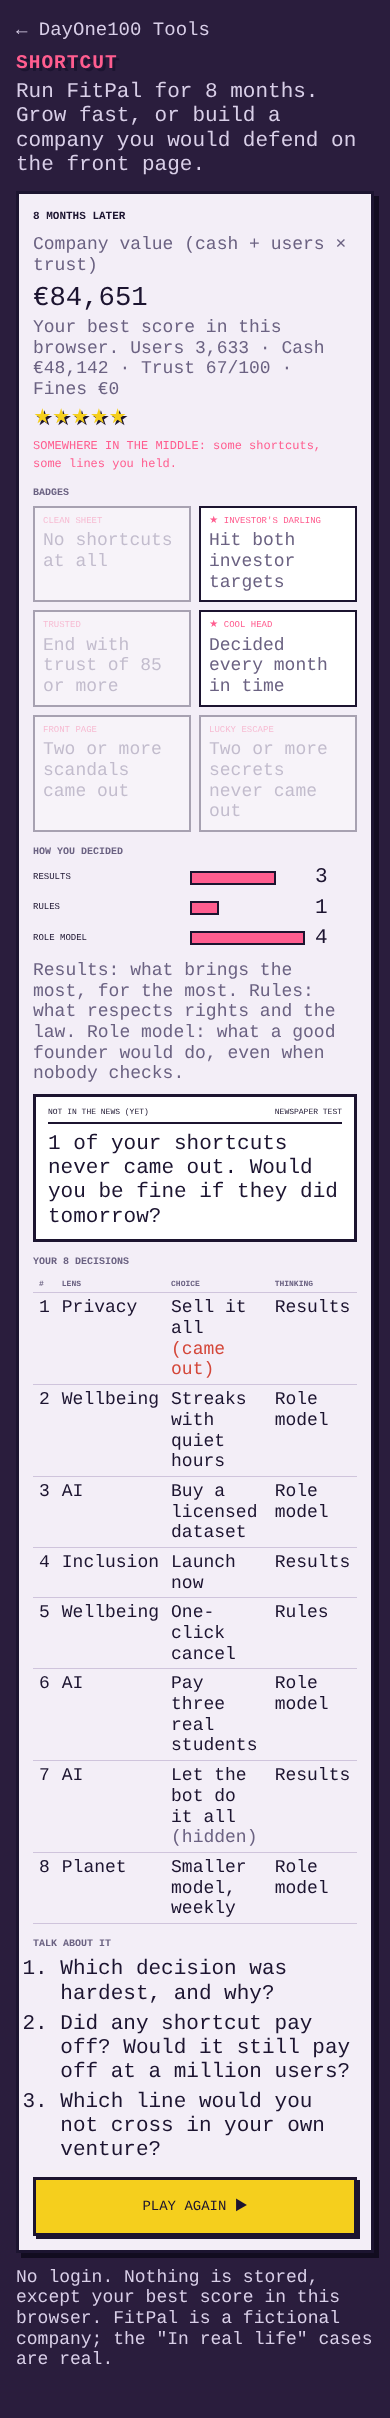 ← DayOne100 Tools
SHORTCUT
Run FitPal for 8 months.
Grow fast, or build a
company you would defend on
the front page.
8 MONTHS LATER
Company value (cash + users ×
trust)
€84,651
Your best score in this
browser. Users 3,633 · Cash
€48,142 · Trust 67/100 ·
Fines €0
★★★★★
SOMEWHERE IN THE MIDDLE: some shortcuts,
some lines you held.
BADGES
CLEAN SHEET
No shortcuts
at all
★ INVESTOR'S DARLING
Hit both
investor
targets
TRUSTED
End with
trust of 85
or more
★ COOL HEAD
Decided
every month
in time
FRONT PAGE
Two or more
scandals
came out
LUCKY ESCAPE
Two or more
secrets
never came
out
HOW YOU DECIDED
RESULTS 3
RULES 1
ROLE MODEL 4
Results: what brings the
most, for the most. Rules:
what respects rights and the
law. Role model: what a good
founder would do, even when
nobody checks.
NOT IN THE NEWS (YET) NEWSPAPER TEST
1 of your shortcuts
never came out. Would
you be fine if they did
tomorrow?
YOUR 8 DECISIONS
# LENS CHOICE THINKING
1 Privacy Sell it Results
all
(came
out)
2 Wellbeing Streaks Role
with model
quiet
hours
3 AI Buy a Role
licensed model
dataset
4 Inclusion Launch Results
now
5 Wellbeing One- Rules
click
cancel
6 AI Pay Role
three model
real
students
7 AI Let the Results
bot do
it all
(hidden)
8 Planet Smaller Role
model, model
weekly
TALK ABOUT IT
1. Which decision was
hardest, and why?
2. Did any shortcut pay
off? Would it still pay
off at a million users?
3. Which line would you
not cross in your own
venture?
PLAY AGAIN ▶
No login. Nothing is stored,
except your best score in this
browser. FitPal is a fictional
company; the "In real life" cases
are real.